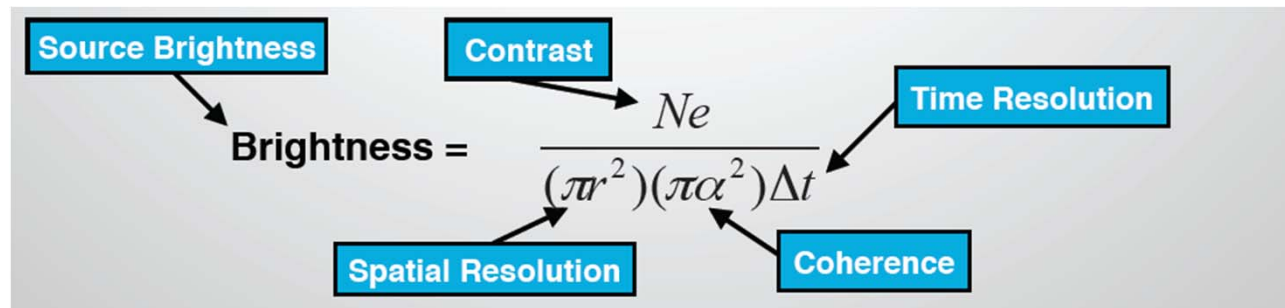 Source Brightness
Contrast
Time Resolution
Brightness = Ne / (πr²)(πα²)Δt
Spatial Resolution
Coherence